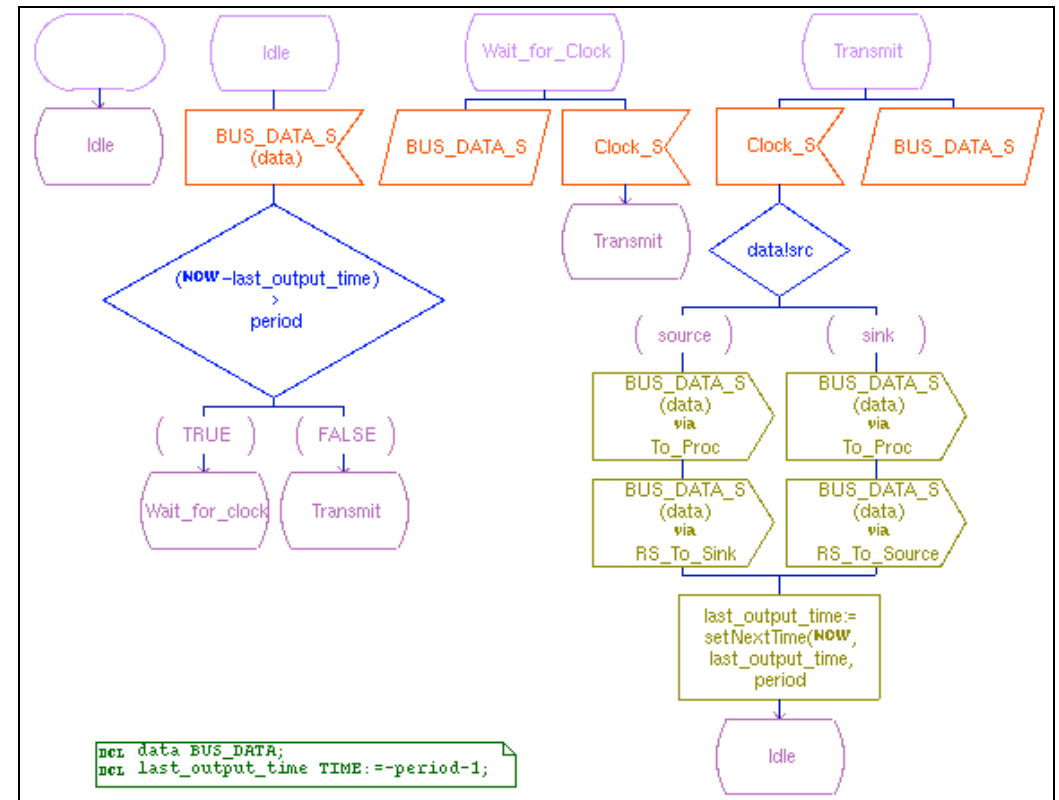 Idle
Wait_for_Clock
Transmit
Idle
BUS_DATA_S
(data)
BUS_DATA_S
Clock_S
Clock_S
BUS_DATA_S
Transmit
data!src
(NOW-last_output_time)
>
period
( source )
( sink )
BUS_DATA_S
(data)
via
To_Proc
BUS_DATA_S
(data)
via
To_Proc
( TRUE )
( FALSE )
Wait_for_clock
Transmit
BUS_DATA_S
(data)
via
RS_To_Sink
BUS_DATA_S
(data)
via
RS_To_Source
last_output_time:=
setNextTime(NOW,
last_output_time,
period
Idle
DCL data BUS_DATA;
DCL last_output_time TIME:=-period-1;